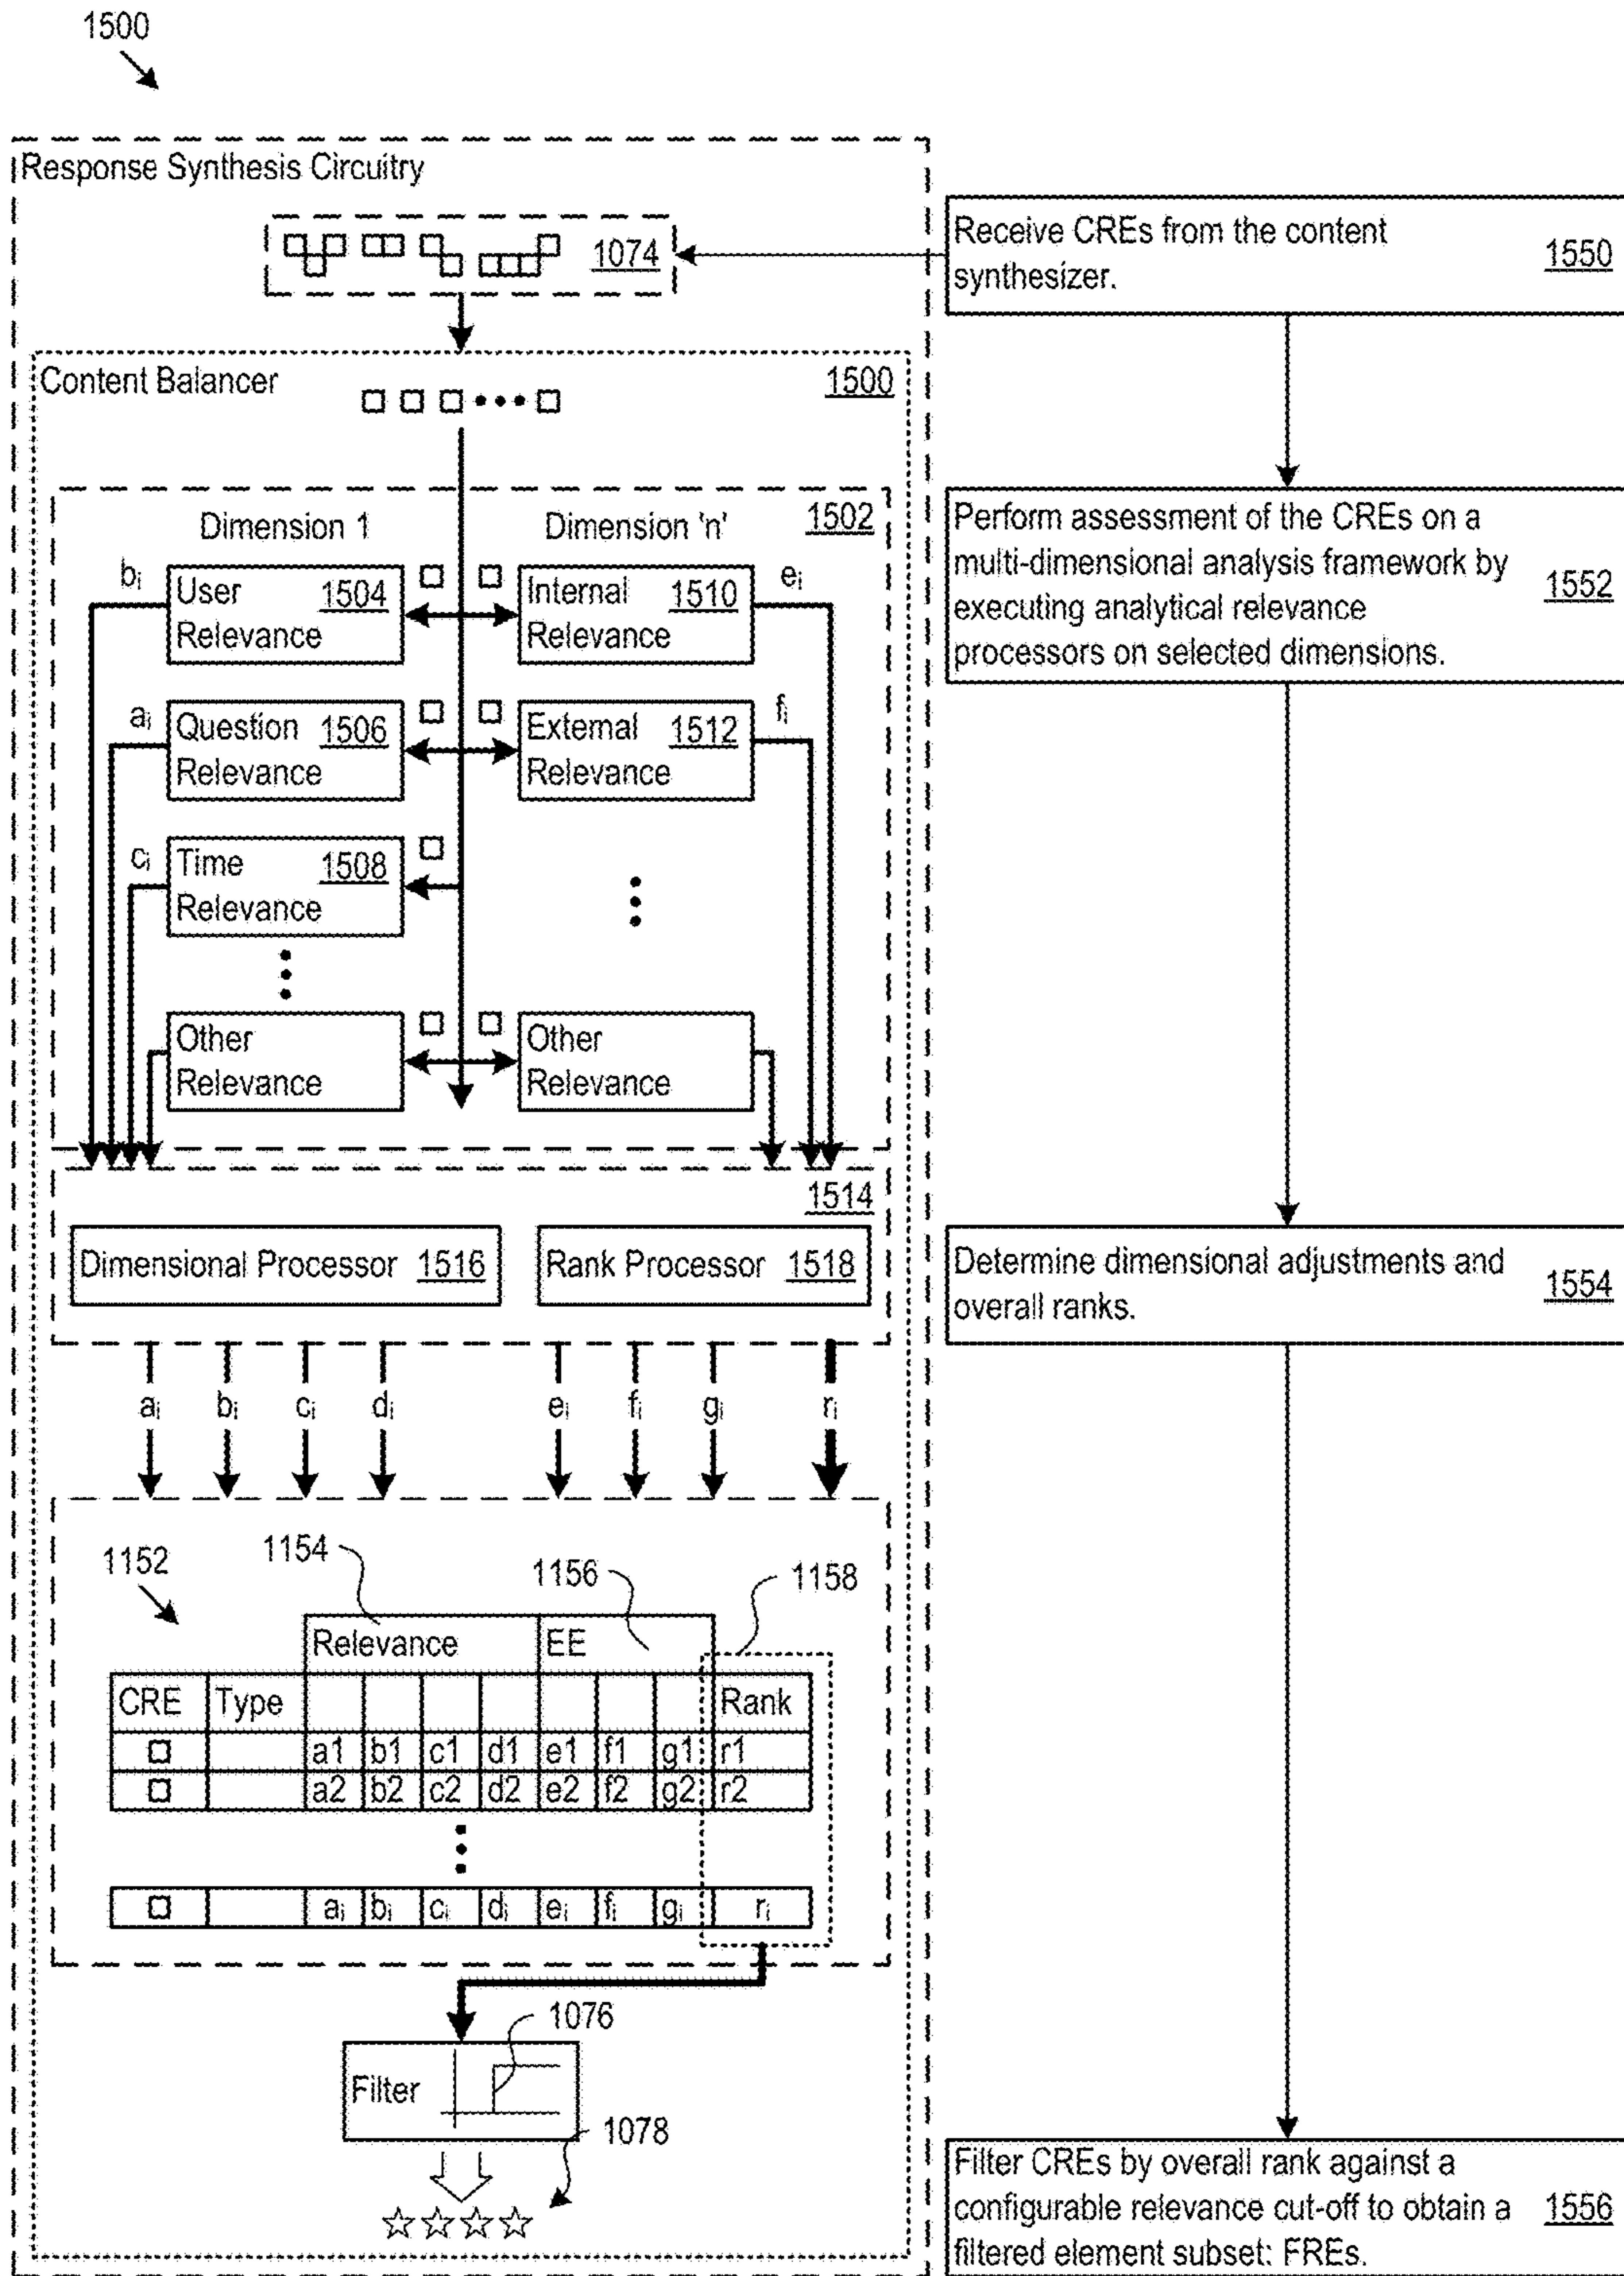 1500
Response Synthesis Circuitry
1074
Receive CREs from the content
synthesizer.
1550
Content Balancer
1500
Dimension 1
Dimension 'n'
1502
Perform assessment of the CREs on a
multi-dimensional analysis framework by
executing analytical relevance
processors on selected dimensions.
1552
bi
User
Relevance
1504
Internal
Relevance
1510
ei
ai
Question
Relevance
1506
External
Relevance
1512
fi
ci
Time
Relevance
1508
Other
Relevance
Other
Relevance
1514
Dimensional Processor 1516
Rank Processor 1518
Determine dimensional adjustments and
overall ranks.
1554
ai bi ci di ei fi gi ri
1152
1154
1156
1158
Relevance EE
CRE Type Rank
a1 b1 c1 d1 e1 f1 g1 r1
a2 b2 c2 d2 e2 f2 g2 r2
ai bi ci di ei fi gi ri
1076
Filter
1078
Filter CREs by overall rank against a
configurable relevance cut-off to obtain a
filtered element subset: FREs.
1556